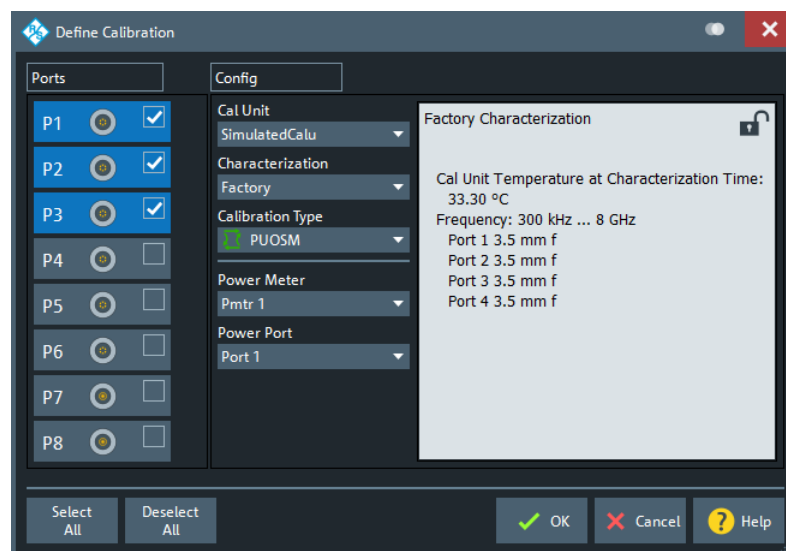 Define Calibration
Ports
P1
P2
P3
P4
P5
P6
P7
P8
Config
Cal Unit
SimulatedCalu
Characterization
Factory
Calibration Type
PUOSM
Power Meter
Pmtr 1
Power Port
Port 1
Factory Characterization
Cal Unit Temperature at Characterization Time:
33.30 °C
Frequency: 300 kHz ... 8 GHz
Port 1 3.5 mm f
Port 2 3.5 mm f
Port 3 3.5 mm f
Port 4 3.5 mm f
Select
All
Deselect
All
OK
Cancel
? Help